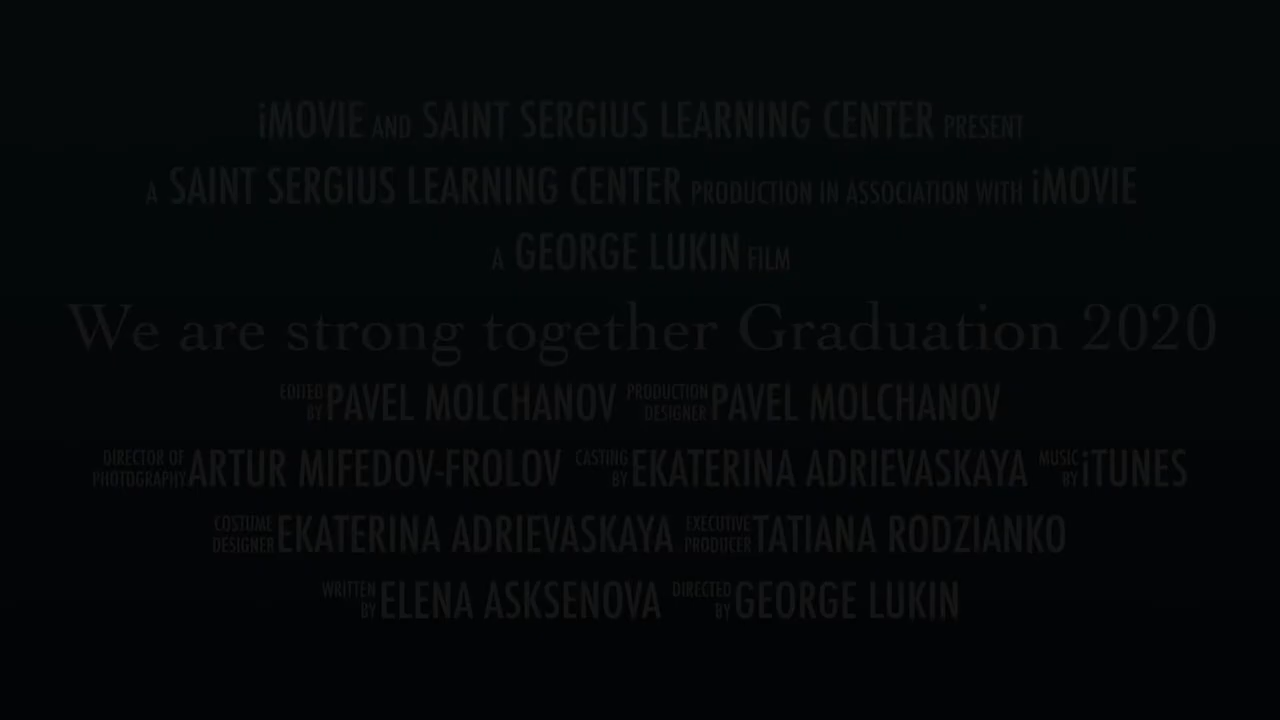 iMOVIE AND SAINT SERGIUS LEARNING CENTER PRESENT
A SAINT SERGIUS LEARNING CENTER PRODUCTION IN ASSOCIATION WITH iMOVIE
A GEORGE LUKIN FILM
We are strong together Graduation 2020
EDITED BY PAVEL MOLCHANOV PRODUCTION DESIGNER PAVEL MOLCHANOV
DIRECTOR OF PHOTOGRAPHY ARTUR MIFEDOV-FROLOV CASTING BY EKATERINA ADRIEVASKAYA MUSIC BY iTUNES
COSTUME DESIGNER EKATERINA ADRIEVASKAYA EXECUTIVE PRODUCER TATIANA RODZIANKO
WRITTEN BY ELENA ASKSENOVA DIRECTED BY GEORGE LUKIN